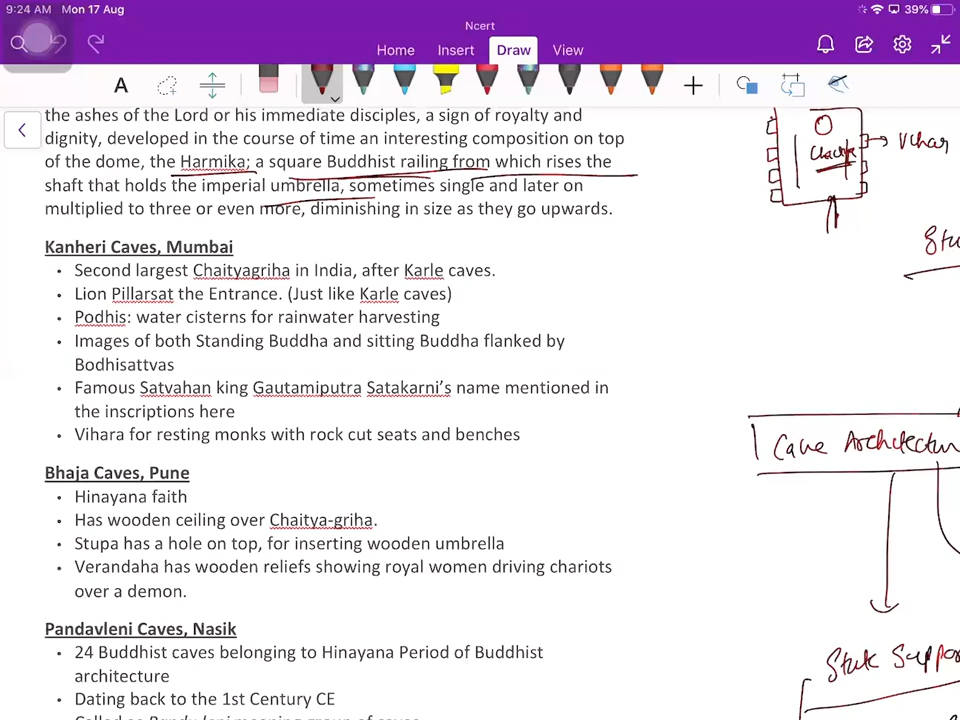 9:24 AM Mon 17 Aug
39%
Ncert
Home Insert Draw View
A
the ashes of the Lord or his immediate disciples, a sign of royalty and
dignity, developed in the course of time an interesting composition on top
of the dome, the Harmika; a square Buddhist railing from which rises the
shaft that holds the imperial umbrella, sometimes single and later on
multiplied to three or even more, diminishing in size as they go upwards.
Chaitya
Vihar
Kanheri Caves, Mumbai
• Second largest Chaityagriha in India, after Karle caves.
• Lion Pillarsat the Entrance. (Just like Karle caves)
• Podhis: water cisterns for rainwater harvesting
• Images of both Standing Buddha and sitting Buddha flanked by
Bodhisattvas
• Famous Satvahan king Gautamiputra Satakarni’s name mentioned in
the inscriptions here
• Vihara for resting monks with rock cut seats and benches
Cave Architectur
Bhaja Caves, Pune
• Hinayana faith
• Has wooden ceiling over Chaitya-griha.
• Stupa has a hole on top, for inserting wooden umbrella
• Verandaha has wooden reliefs showing royal women driving chariots
over a demon.
Pandavleni Caves, Nasik
• 24 Buddhist caves belonging to Hinayana Period of Buddhist
architecture
• Dating back to the 1st Century CE
State Suppor